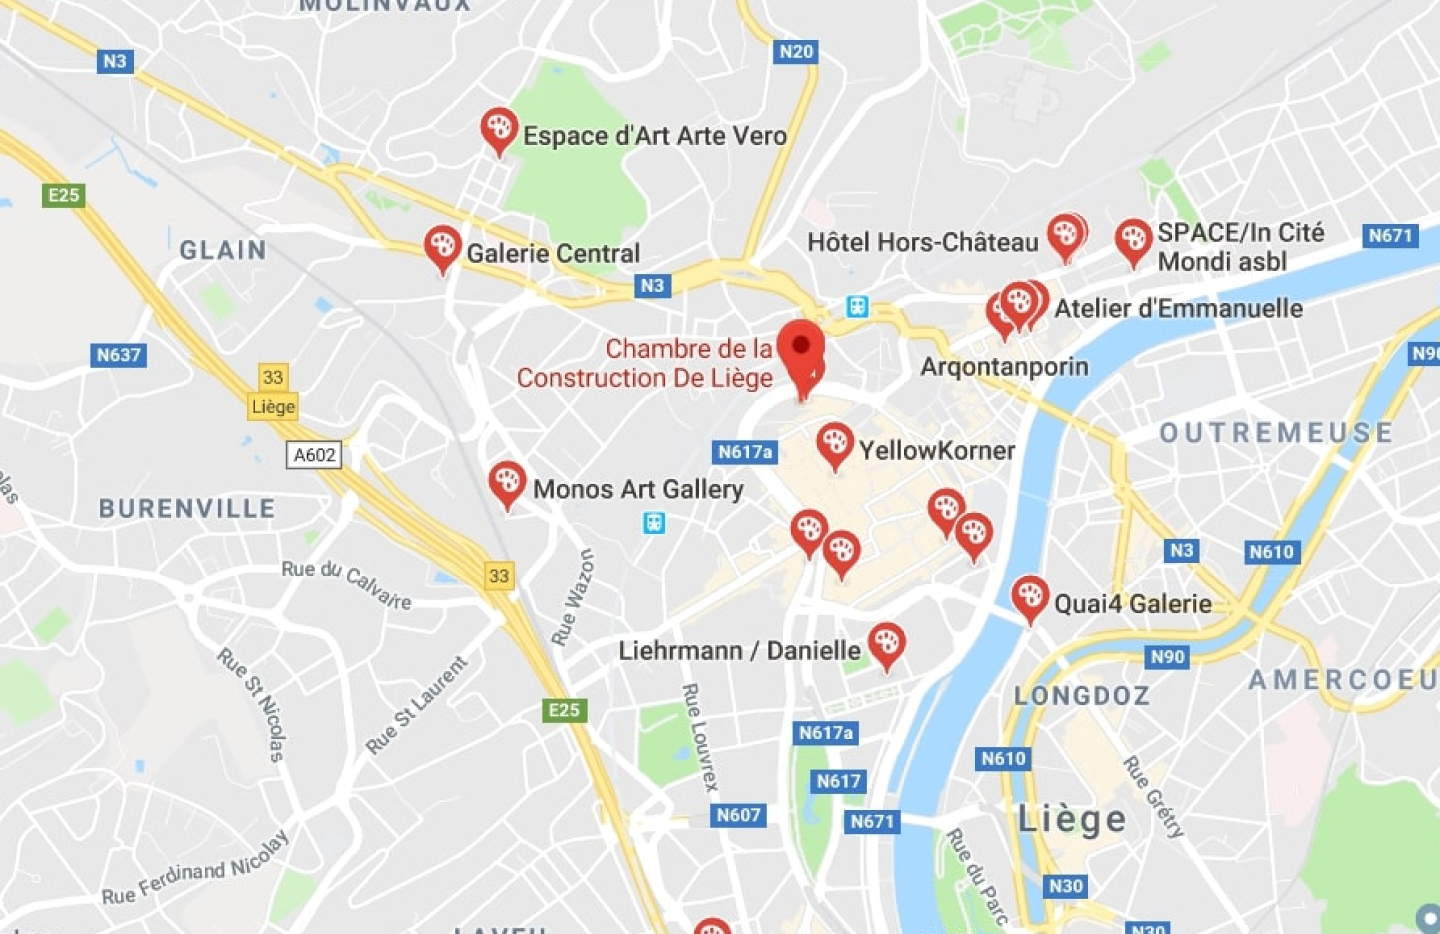 MOLINVAUX
N3
N20
Espace d'Art Arte Vero
E25
GLAIN
Galerie Central
N3
Hôtel Hors-Château
SPACE/In Cité
Mondi asbl
N671
Atelier d'Emmanuelle
N637
33
Liège
Chambre de la
Construction De Liège
Arqontanporin
N90
OUTREMEUSE
A602
N617a
YellowKorner
BURENVILLE
Monos Art Gallery
N3
N610
Rue du Calvaire
33
Rue Wazon
Quai4 Galerie
Liehrmann / Danielle
N90
Rue St Nicolas
Rue St Laurent
E25
Rue Louvrex
LONGDOZ
AMERCOEU
N617a
N610
N617
Rue Grétry
N607
N671
Liège
Rue Ferdinand Nicolay
Rue du Parc
N30
LAVEU
N30